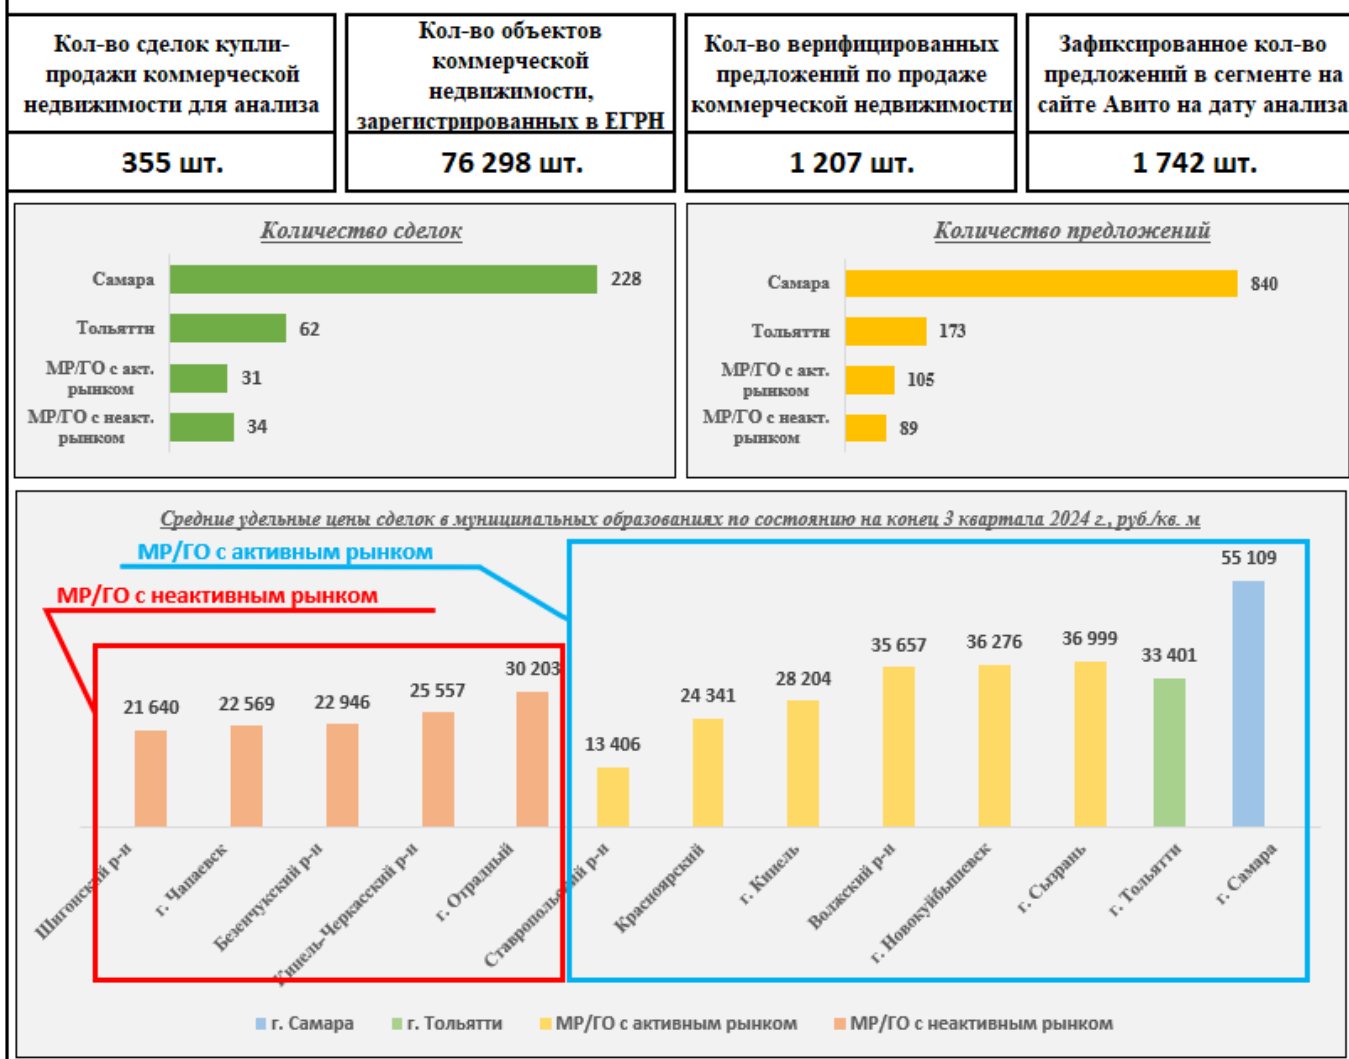 Кол-во сделок купли-
продажи коммерческой
недвижимости для анализа
355 шт.
Кол-во объектов
коммерческой
недвижимости,
зарегистрированных в ЕГРН
76 298 шт.
Кол-во верифицированных
предложений по продаже
коммерческой недвижимости
1 207 шт.
Зафиксированное кол-во
предложений в сегменте на
сайте Авито на дату анализа
1 742 шт.
Количество сделок
Самара 228
Тольятти 62
МР/ГО с акт.
рынком 31
МР/ГО с неакт.
рынком 34
Количество предложений
Самара 840
Тольятти 173
МР/ГО с акт.
рынком 105
МР/ГО с неакт.
рынком 89
Средние удельные цены сделок в муниципальных образованиях по состоянию на конец 3 квартала 2024 г., руб./кв. м
МР/ГО с активным рынком
МР/ГО с неактивным рынком
21 640
22 569
22 946
25 557
30 203
13 406
24 341
28 204
35 657
36 276
36 999
33 401
55 109
Шигонский р-н
г. Чапаевск
Безенчукский р-н
Кинель-Черкасский р-н
г. Отрадный
Ставропольский р-н
Красноярский
г. Кинель
Волжский р-н
г. Новокуйбышевск
г. Сызрань
г. Тольятти
г. Самара
г. Самара
г. Тольятти
МР/ГО с активным рынком
МР/ГО с неактивным рынком